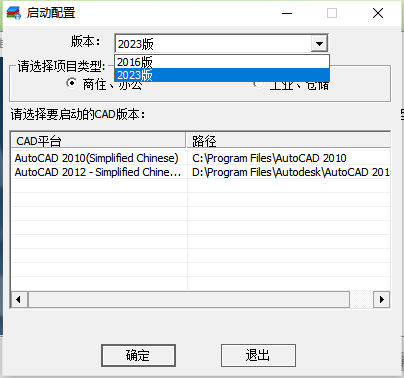 启动配置
版本： 2023版
2016版
2023版
请选择项目类型:
商住、办公 工业、仓储
请选择要启动的CAD版本：
CAD平台 路径
AutoCAD 2010(Simplified Chinese) C:\Program Files\AutoCAD 2010
AutoCAD 2012 - Simplified Chine... D:\Program Files\Autodesk\AutoCAD 201
确定 退出